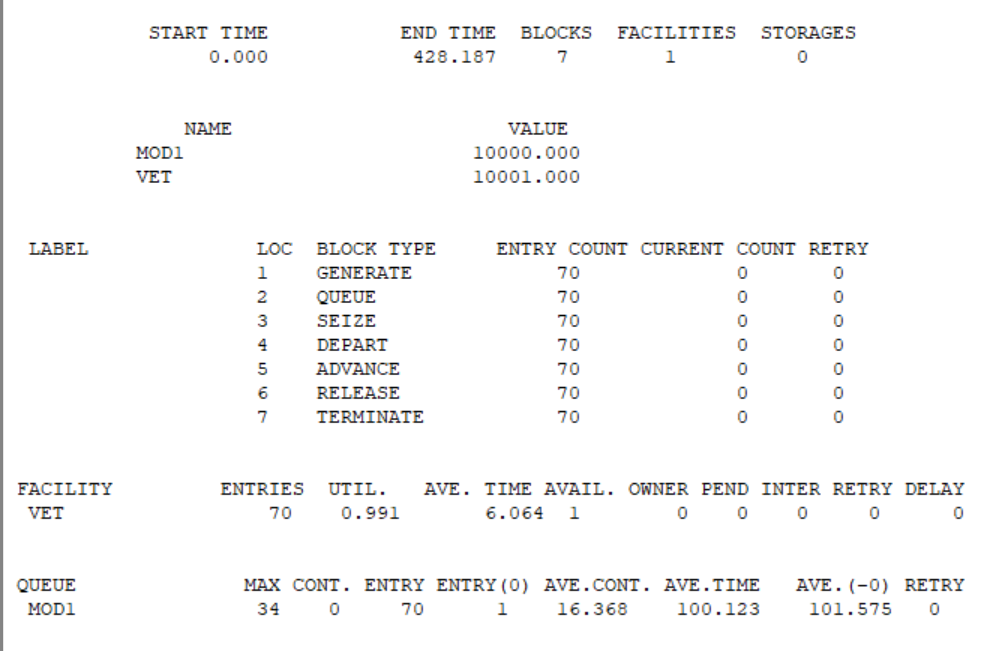 START TIME END TIME BLOCKS FACILITIES STORAGES
0.000 428.187 7 1 0
NAME VALUE
MOD1 10000.000
VET 10001.000
LABEL LOC BLOCK TYPE ENTRY COUNT CURRENT COUNT RETRY
1 GENERATE 70 0 0
2 QUEUE 70 0 0
3 SEIZE 70 0 0
4 DEPART 70 0 0
5 ADVANCE 70 0 0
6 RELEASE 70 0 0
7 TERMINATE 70 0 0
FACILITY ENTRIES UTIL. AVE. TIME AVAIL. OWNER PEND INTER RETRY DELAY
VET 70 0.991 6.064 1 0 0 0 0 0
QUEUE MAX CONT. ENTRY ENTRY(0) AVE.CONT. AVE.TIME AVE.(-0) RETRY
MOD1 34 0 70 1 16.368 100.123 101.575 0